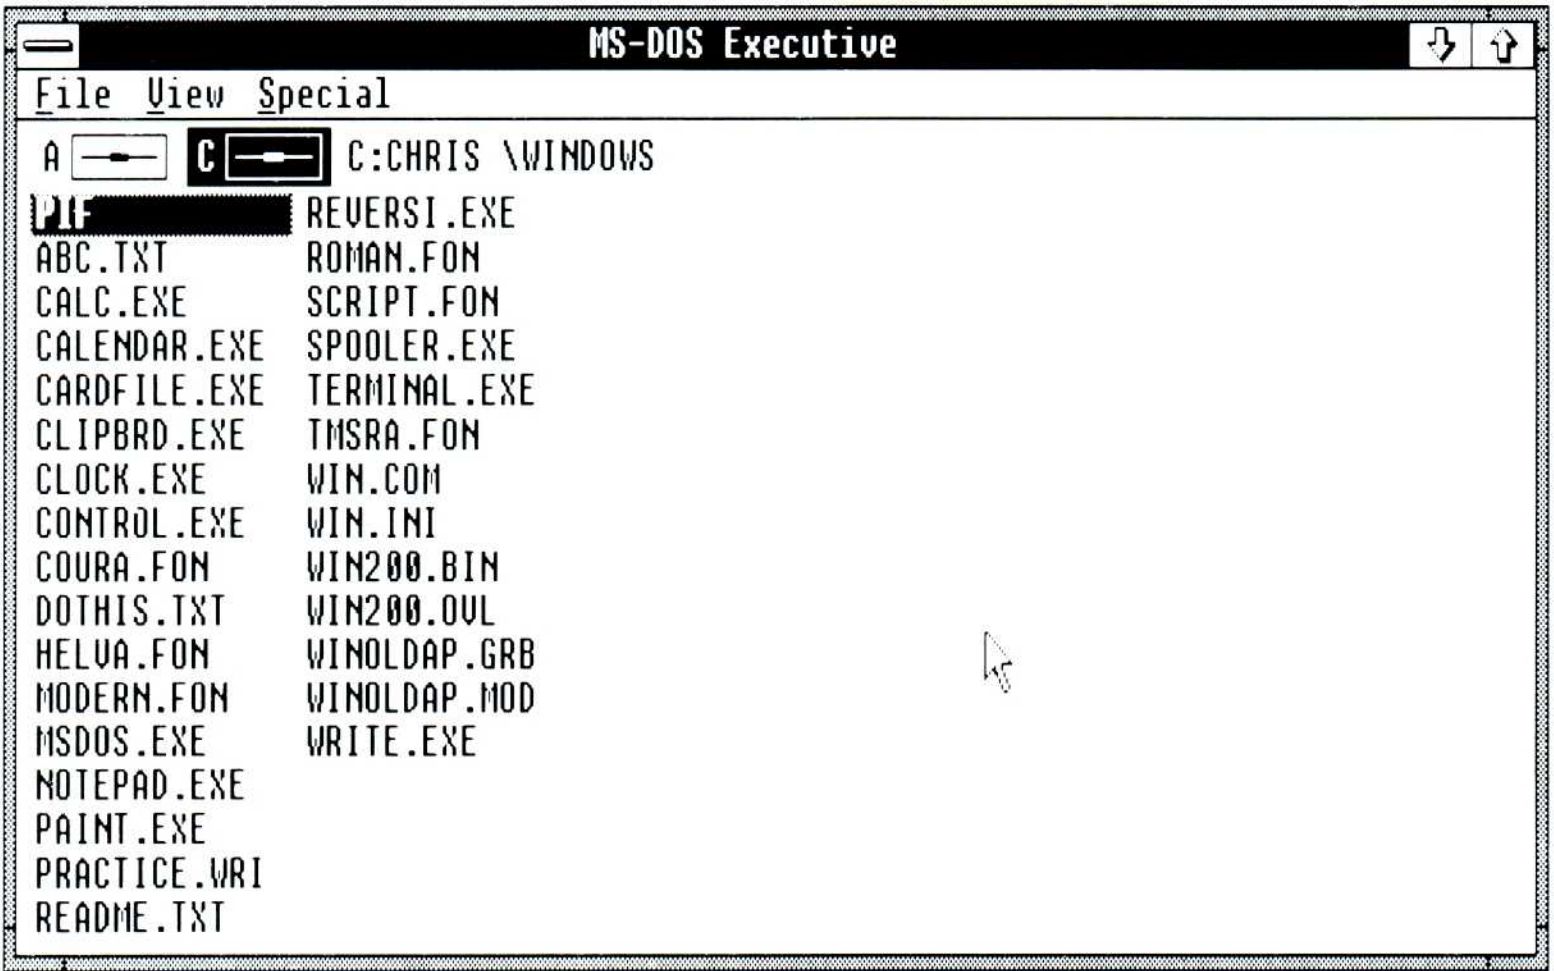 MS-DOS Executive
File View Special
A C C:CHRIS \WINDOWS
PIF
ABC.TXT
CALC.EXE
CALENDAR.EXE
CARDFILE.EXE
CLIPBRD.EXE
CLOCK.EXE
CONTROL.EXE
COURA.FON
DOTHIS.TXT
HELVA.FON
MODERN.FON
MSDOS.EXE
NOTEPAD.EXE
PAINT.EXE
PRACTICE.WRI
README.TXT
REVERSI.EXE
ROMAN.FON
SCRIPT.FON
SPOOLER.EXE
TERMINAL.EXE
TMSRA.FON
WIN.COM
WIN.INI
WIN200.BIN
WIN200.OVL
WINOLDAP.GRB
WINOLDAP.MOD
WRITE.EXE